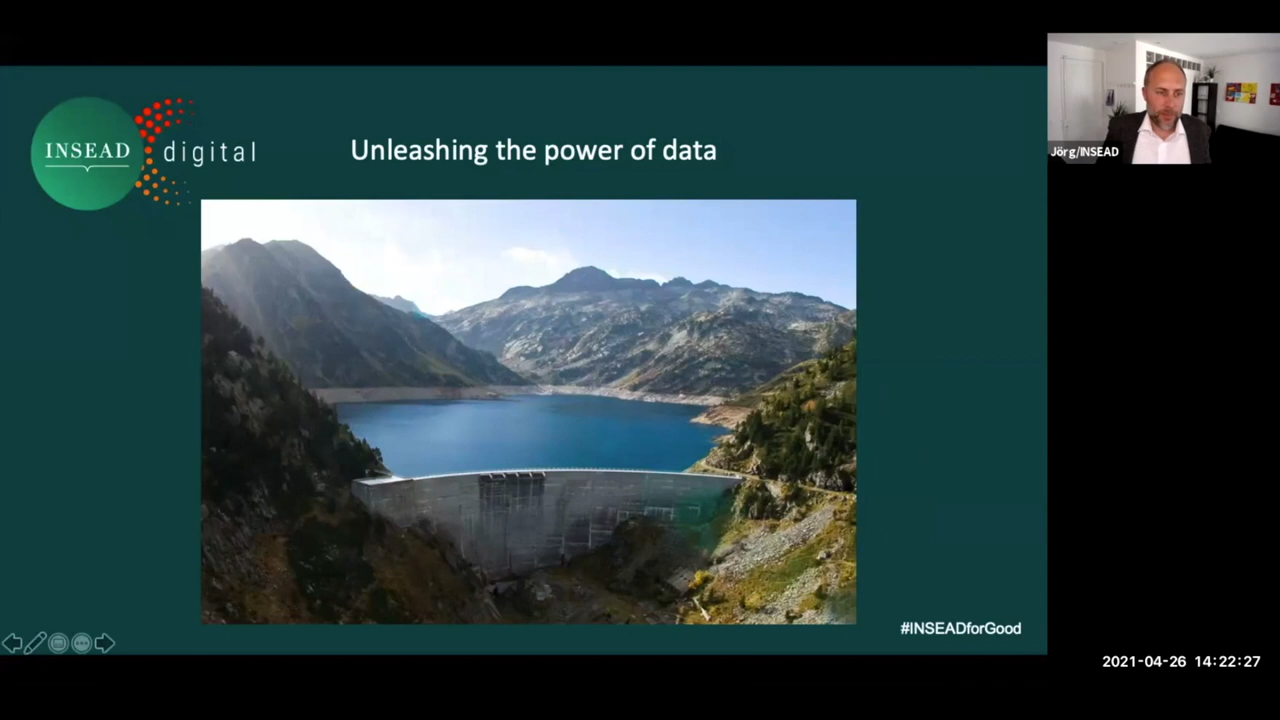 INSEAD
digital
Unleashing the power of data
Jörg/INSEAD
#INSEADforGood
2021-04-26 14:22:27